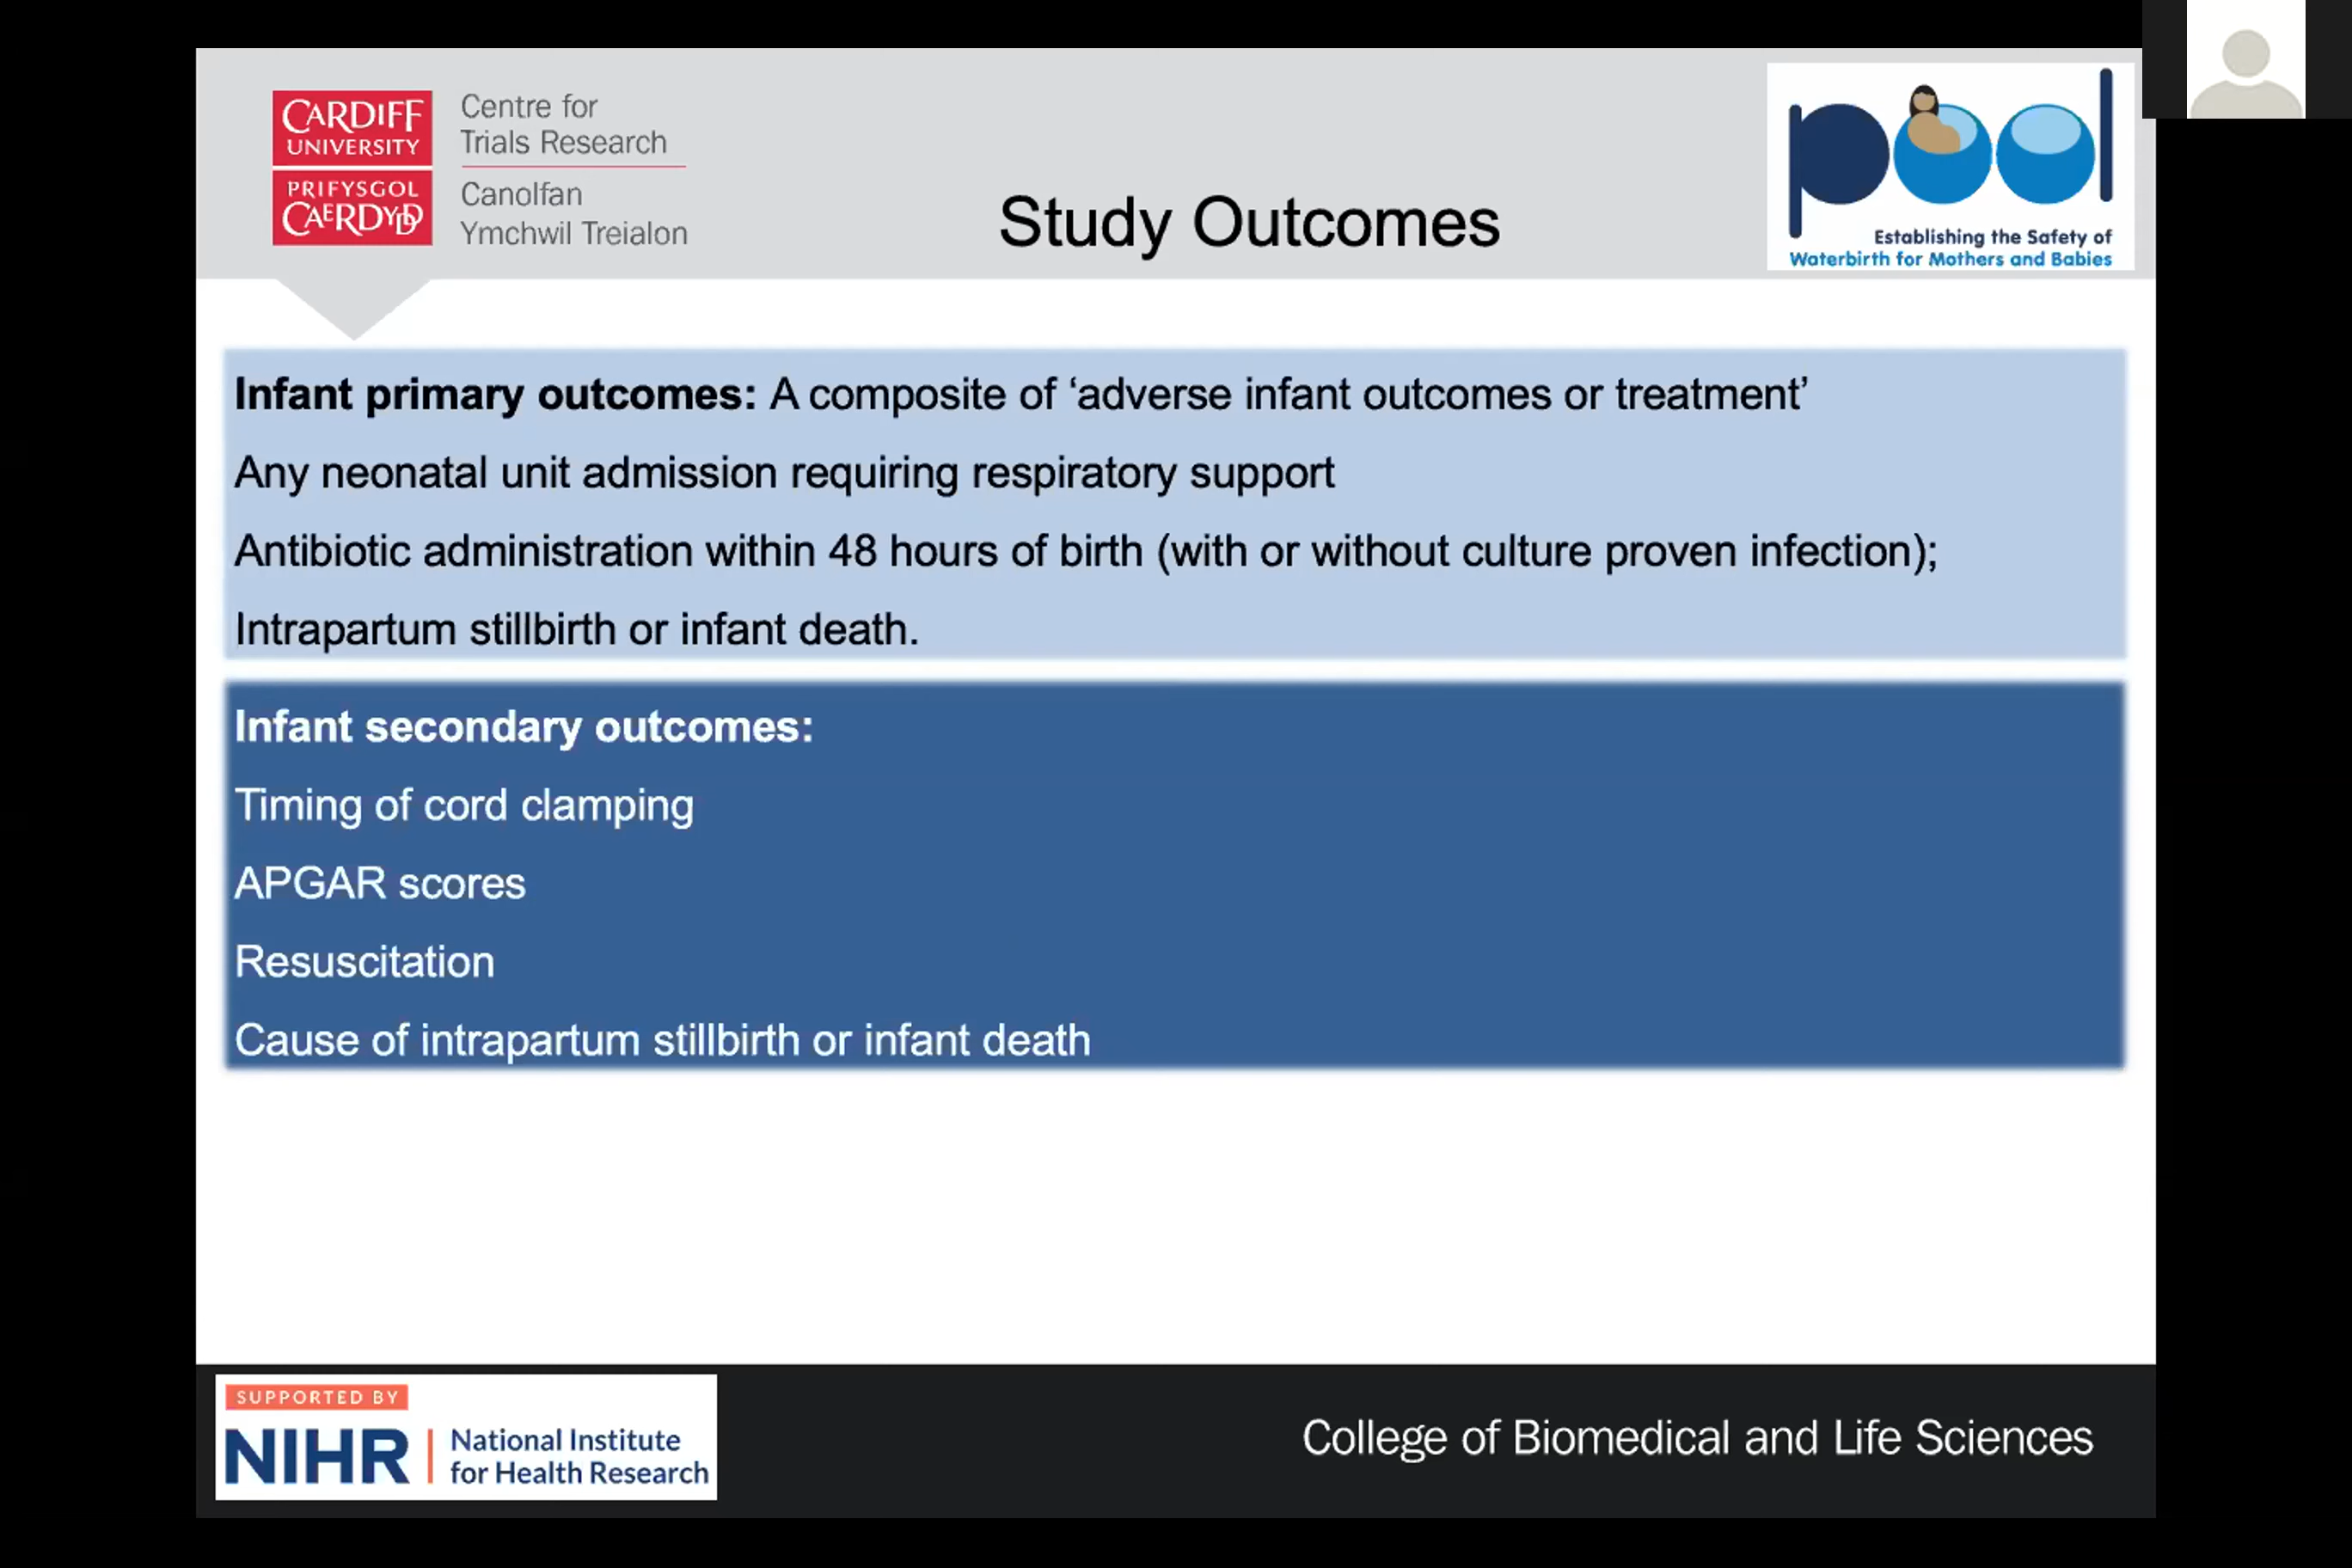 CARDIFF
UNIVERSITY
PRIFYSGOL
CAERDYDD
Centre for
Trials Research
Canolfan
Ymchwil Treialon
Study Outcomes
pool
Establishing the Safety of
Waterbirth for Mothers and Babies
Infant primary outcomes: A composite of ‘adverse infant outcomes or treatment’
Any neonatal unit admission requiring respiratory support
Antibiotic administration within 48 hours of birth (with or without culture proven infection);
Intrapartum stillbirth or infant death.
Infant secondary outcomes:
Timing of cord clamping
APGAR scores
Resuscitation
Cause of intrapartum stillbirth or infant death
SUPPORTED BY
NIHR
National Institute
for Health Research
College of Biomedical and Life Sciences